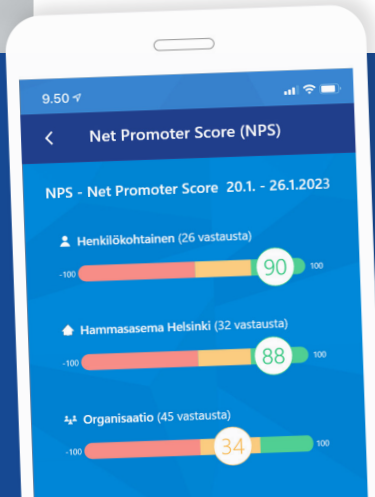 9.50
Net Promoter Score (NPS)
NPS - Net Promoter Score 20.1. - 26.1.2023
Henkilökohtainen (26 vastausta)
-100 90 100
Hammasasema Helsinki (32 vastausta)
-100 88 100
Organisaatio (45 vastausta)
-100 34 100